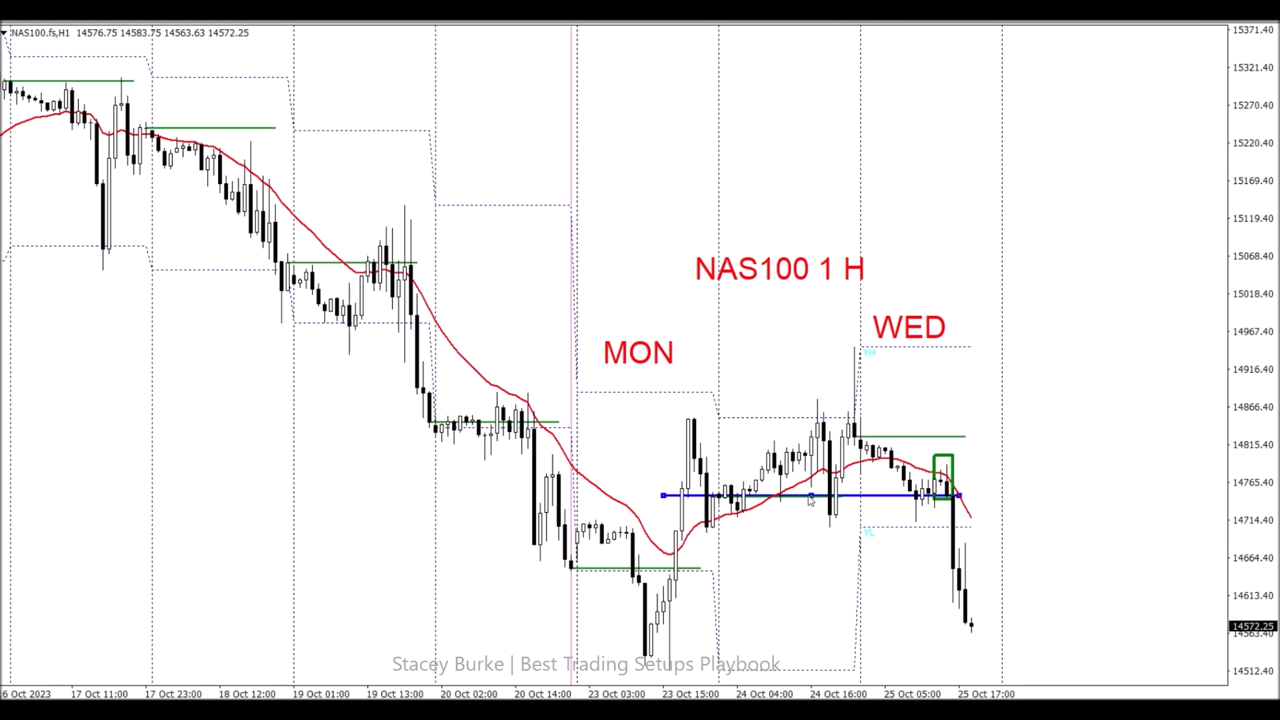 NAS100.fs,H1 14576.75 14583.75 14563.63 14572.25
15371.40
15321.40
15270.40
15220.40
15169.40
15119.40
15068.40
15018.40
14967.40
14916.40
14866.40
14815.40
14765.40
14714.40
14664.40
14613.40
14572.25
14563.40
14512.40
NAS100 1 H
WED
MON
YH
YL
Stacey Burke | Best Trading Setups Playbook
6 Oct 2023 17 Oct 11:00 17 Oct 23:00 18 Oct 12:00 19 Oct 01:00 19 Oct 13:00 20 Oct 02:00 20 Oct 14:00 23 Oct 03:00 23 Oct 15:00 24 Oct 04:00 24 Oct 16:00 25 Oct 05:00 25 Oct 17:00